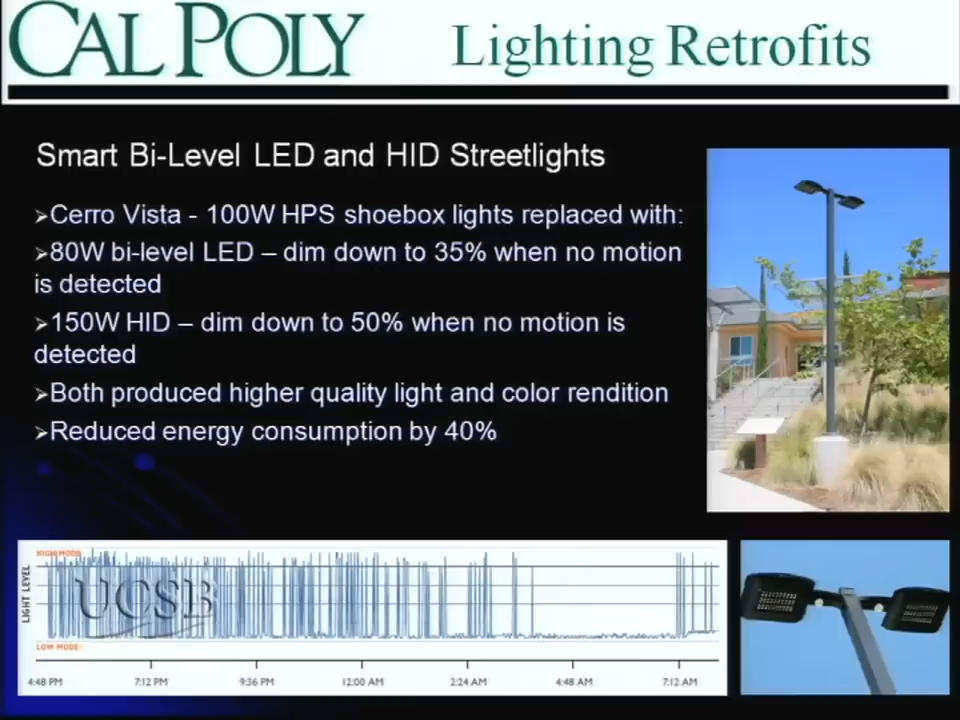 CAL POLY Lighting Retrofits
Smart Bi-Level LED and HID Streetlights
➢Cerro Vista - 100W HPS shoebox lights replaced with:
➢80W bi-level LED – dim down to 35% when no motion
is detected
➢150W HID – dim down to 50% when no motion is
detected
➢Both produced higher quality light and color rendition
➢Reduced energy consumption by 40%
HIGH MODE
LIGHT LEVEL
UCSB
LOW MODE
4:48 PM 7:12 PM 9:36 PM 12:00 AM 2:24 AM 4:48 AM 7:12 AM